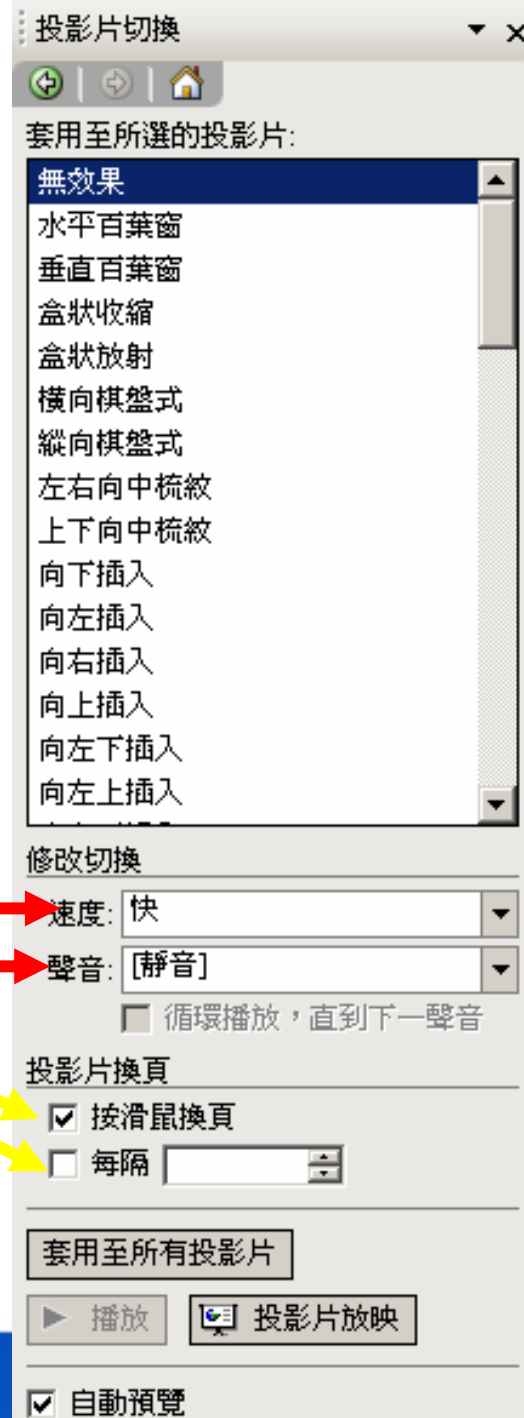 投影片切換
套用至所選的投影片:
無效果
水平百葉窗
垂直百葉窗
盒狀收縮
盒狀放射
橫向棋盤式
縱向棋盤式
左右向中梳紋
上下向中梳紋
向下插入
向左插入
向右插入
向上插入
向左下插入
向左上插入
修改切換
速度: 快
聲音: [靜音]
循環播放，直到下一聲音
投影片換頁
按滑鼠換頁
每隔
套用至所有投影片
播放 投影片放映
自動預覽